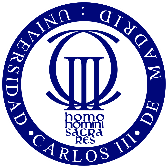 UNIVERSIDAD · CARLOS III · DE MADRID :
homo
homini
sacra
res